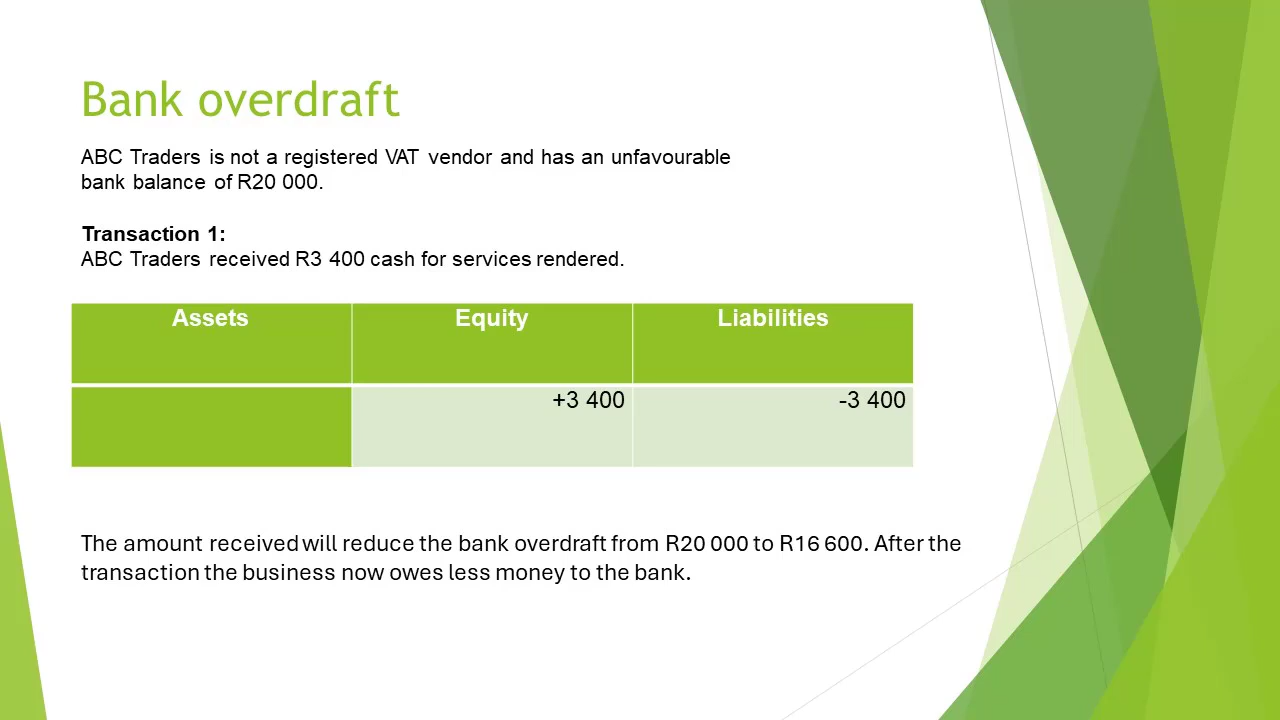 Bank overdraft
ABC Traders is not a registered VAT vendor and has an unfavourable
bank balance of R20 000.
Transaction 1:
ABC Traders received R3 400 cash for services rendered.
Assets Equity Liabilities
+3 400 -3 400
The amount received will reduce the bank overdraft from R20 000 to R16 600. After the
transaction the business now owes less money to the bank.